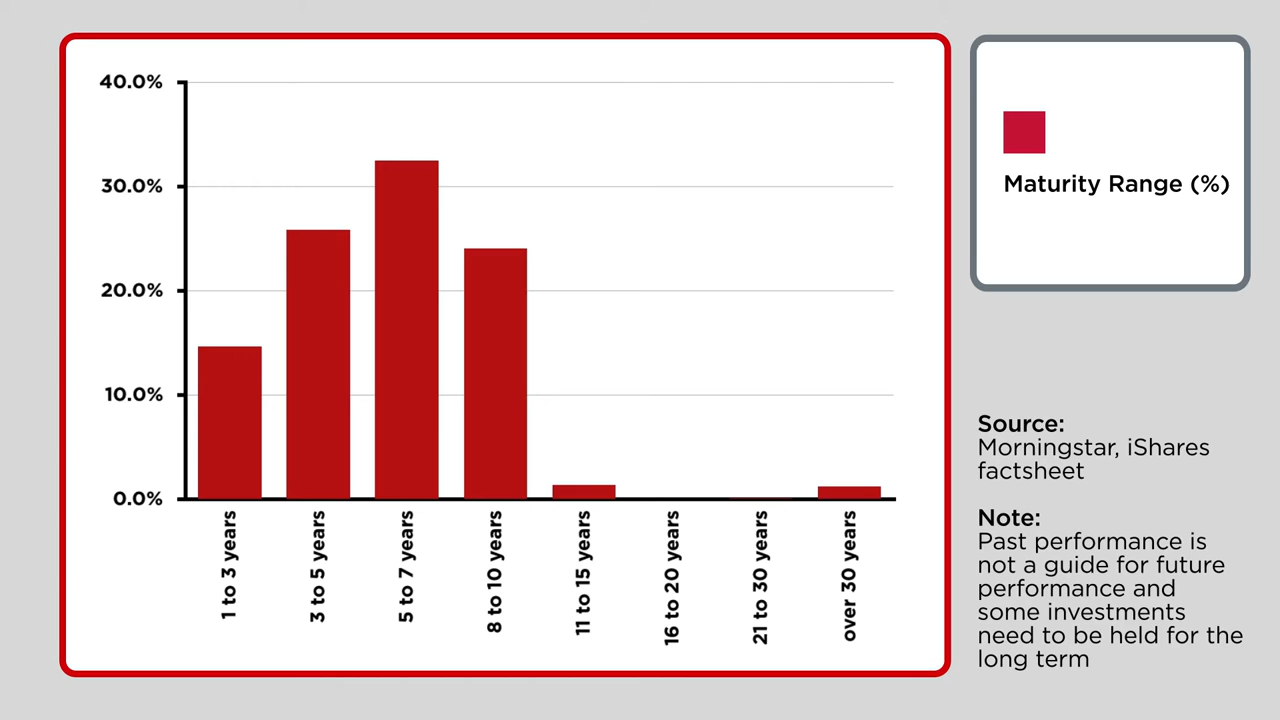 40.0%
30.0%
20.0%
10.0%
0.0%
1 to 3 years
3 to 5 years
5 to 7 years
8 to 10 years
11 to 15 years
16 to 20 years
21 to 30 years
over 30 years
Maturity Range (%)
Source:
Morningstar, iShares
factsheet
Note:
Past performance is
not a guide for future
performance and
some investments
need to be held for the
long term